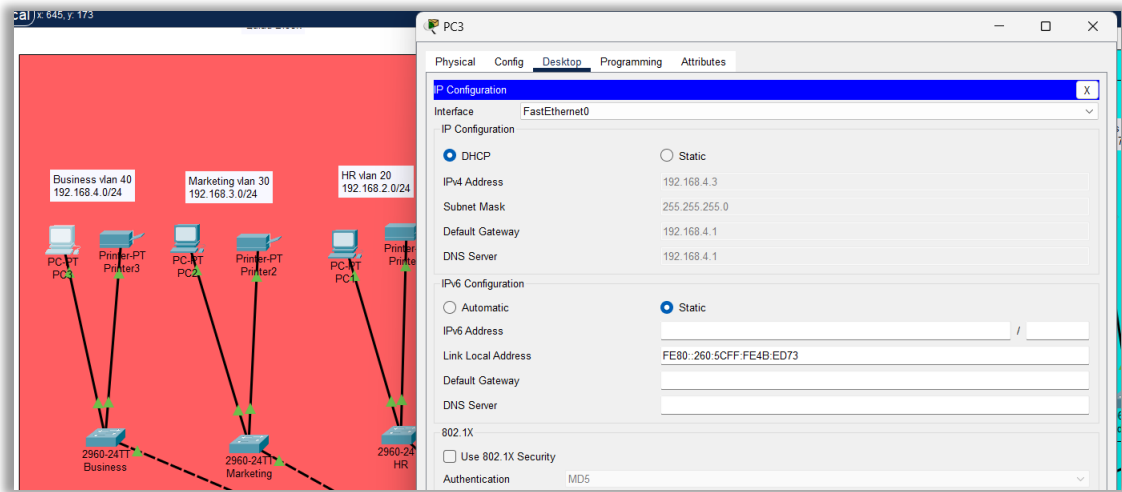 cal x: 645, y: 173
Business vlan 40
192.168.4.0/24
Marketing vlan 30
192.168.3.0/24
HR vlan 20
192.168.2.0/24
PC-PT
PC3
Printer-PT
Printer3
PC-PT
PC2
Printer-PT
Printer2
PC-PT
PC1
2960-24TT
Business
2960-24TT
Marketing
2960-24
HR
PC3
Physical Config Desktop Programming Attributes
IP Configuration X
Interface FastEthernet0
IP Configuration
DHCP Static
IPv4 Address 192.168.4.3
Subnet Mask 255.255.255.0
Default Gateway 192.168.4.1
DNS Server 192.168.4.1
IPv6 Configuration
Automatic Static
IPv6 Address /
Link Local Address FE80::260:5CFF:FE4B:ED73
Default Gateway
DNS Server
802.1X
Use 802.1X Security
Authentication MD5